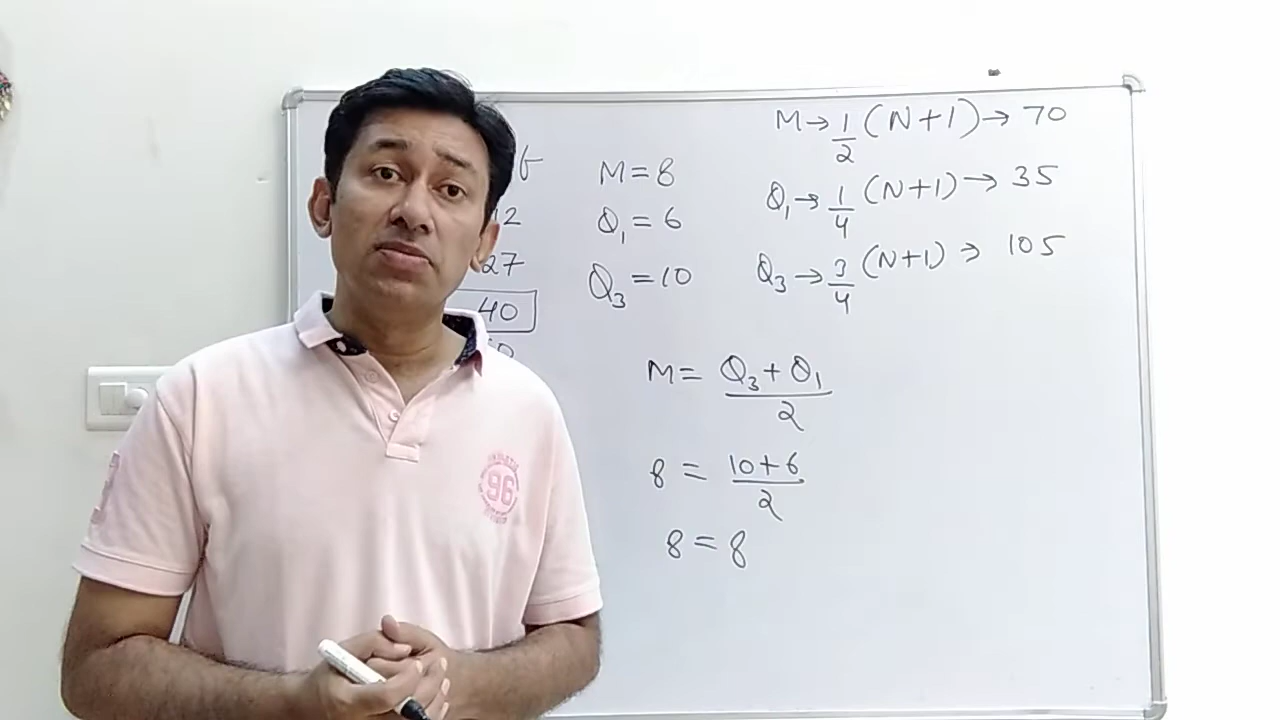 M→ 1/2 (N+1) → 70
Q₁→ 1/4 (N+1) → 35
Q₃→ 3/4 (N+1) → 105
f
12
27
40
M=8
Q₁=6
Q₃=10
M= Q₃+Q₁/2
8 = 10+6/2
8=8
96